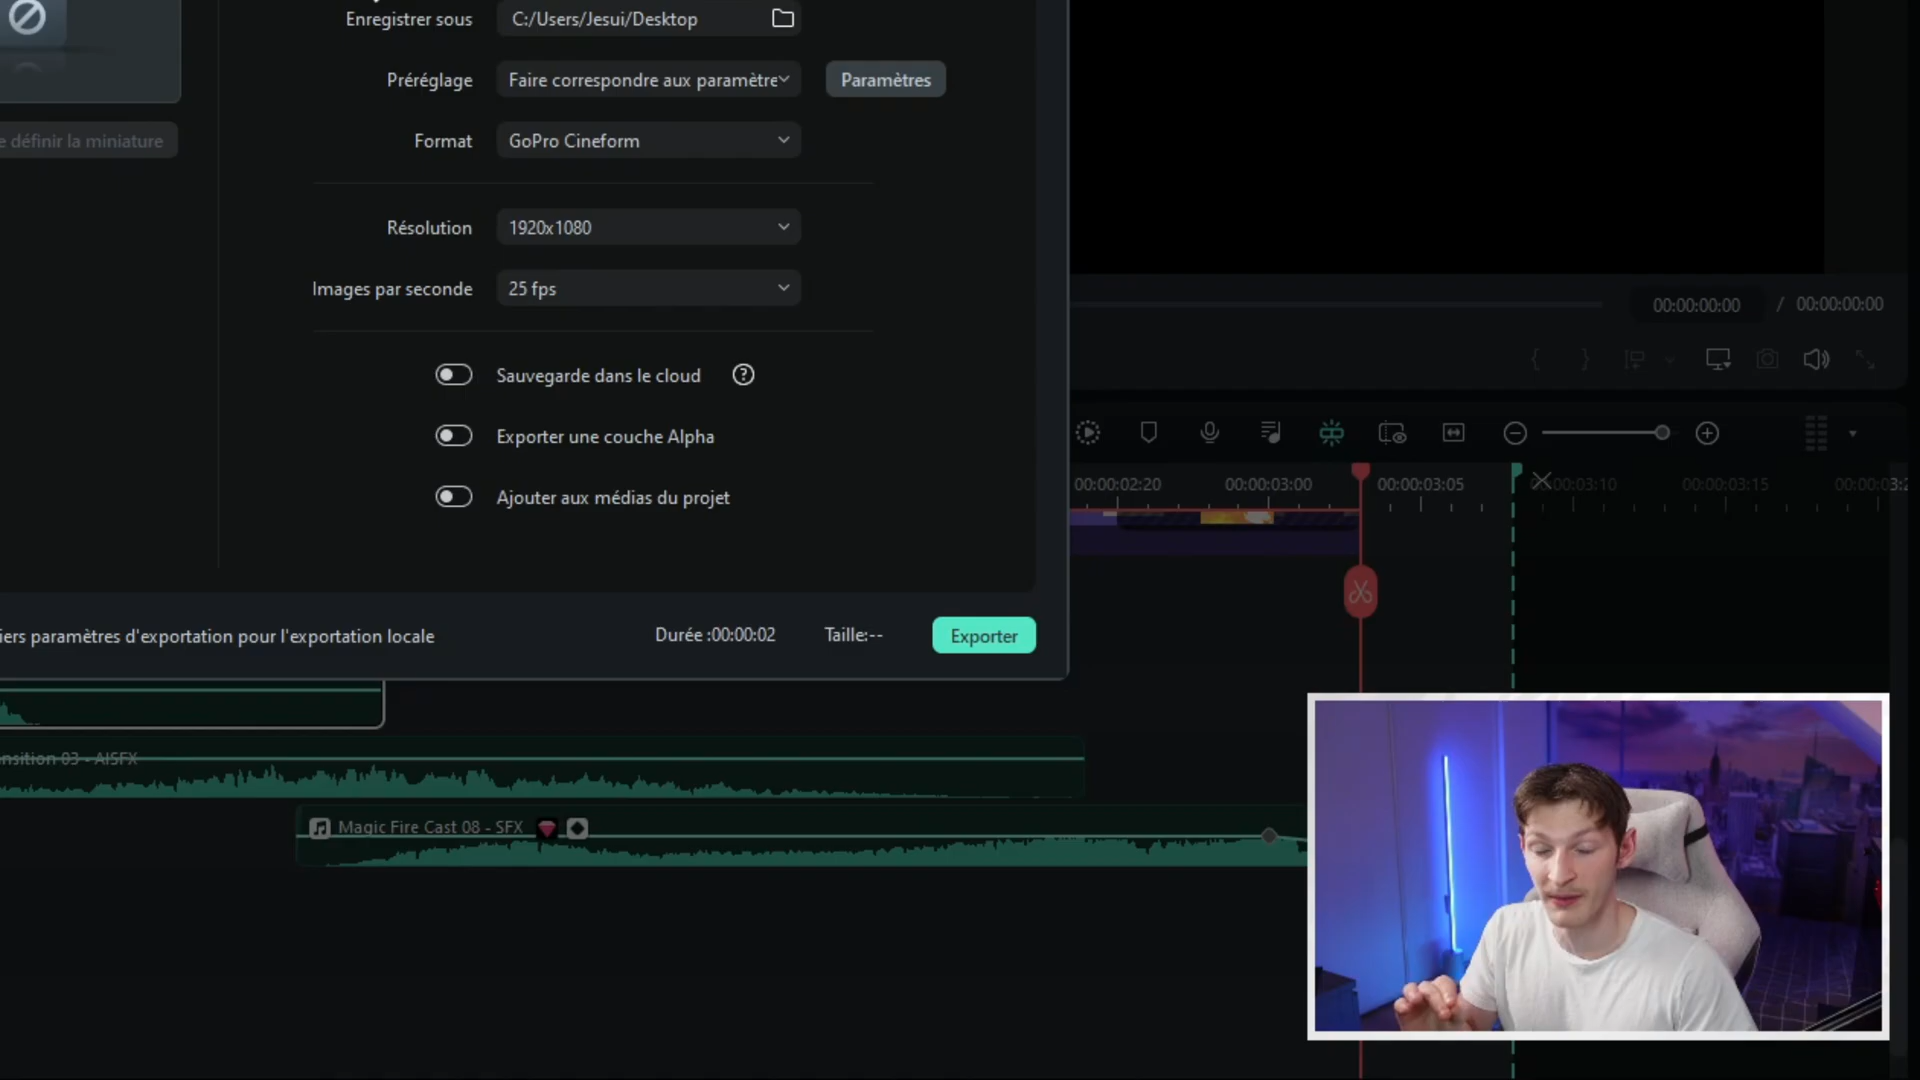 Enregistrer sous C:/Users/Jesui/Desktop
Préréglage Faire correspondre aux paramètre Paramètres
e définir la miniature
Format GoPro Cineform
Résolution 1920x1080
Images par seconde 25 fps
00:00:00:00 / 00:00:00:00
Sauvegarde dans le cloud ?
Exporter une couche Alpha
Ajouter aux médias du projet
00:00:02:20 00:00:03:00 00:00:03:05 00:03:10 00:00:03:15 00:00:03:2
iers paramètres d'exportation pour l'exportation locale
Durée :00:00:02 Taille:-- Exporter
nsition 03 - AISFX
Magic Fire Cast 08 - SFX